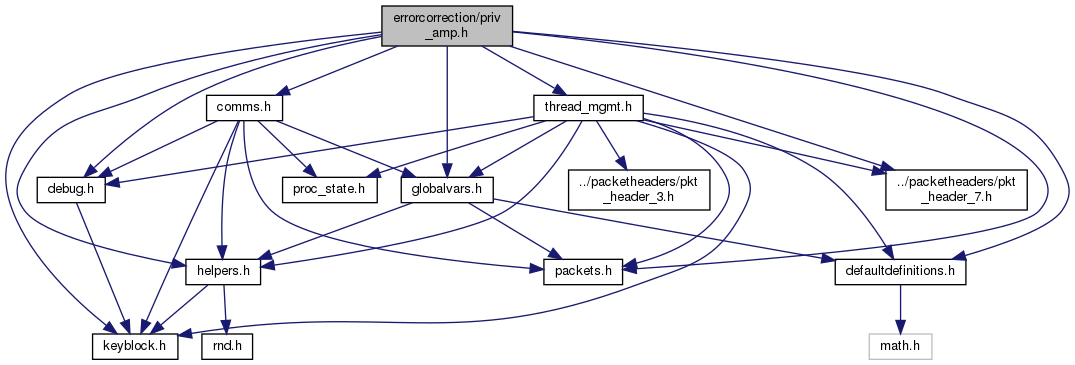 errorcorrection/priv
_amp.h
comms.h
thread_mgmt.h
debug.h
proc_state.h
globalvars.h
../packetheaders/pkt
_header_3.h
../packetheaders/pkt
_header_7.h
helpers.h
packets.h
defaultdefinitions.h
keyblock.h
rnd.h
math.h